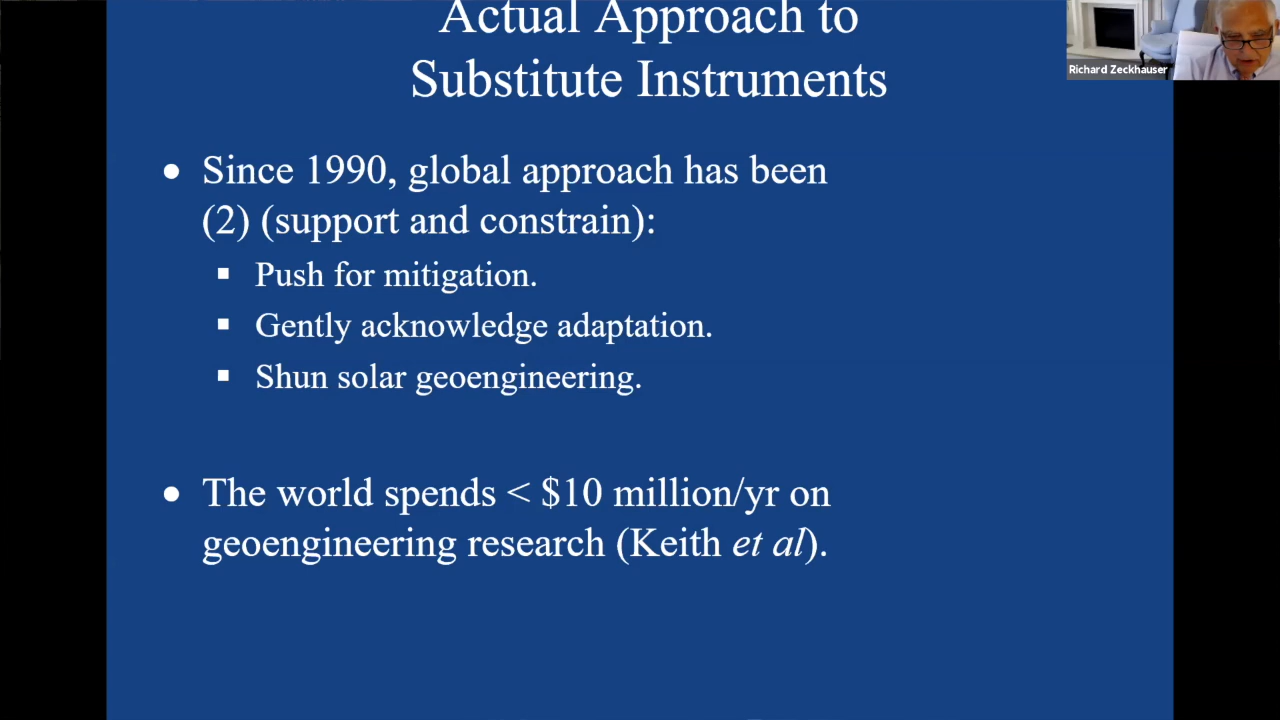 Actual Approach to
Substitute Instruments
Richard Zeckhauser
• Since 1990, global approach has been
(2) (support and constrain):
▪ Push for mitigation.
▪ Gently acknowledge adaptation.
▪ Shun solar geoengineering.
• The world spends < $10 million/yr on
geoengineering research (Keith et al).